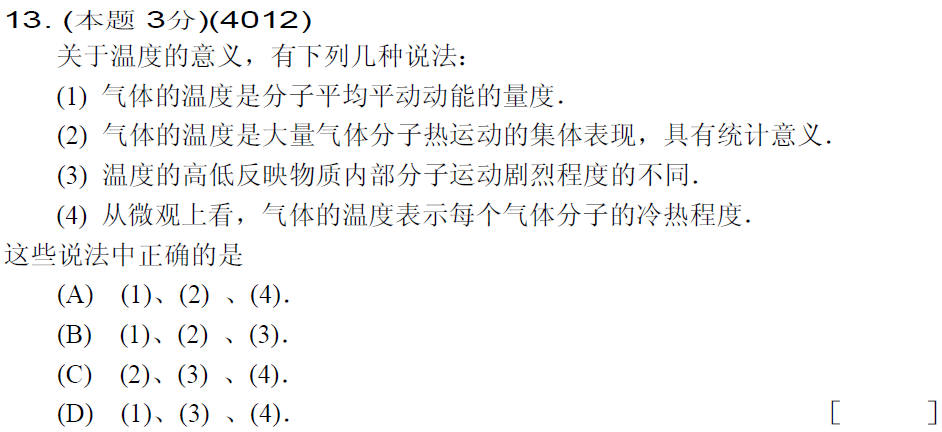 13. (本题 3分)(4012)
关于温度的意义，有下列几种说法：
(1) 气体的温度是分子平均平动动能的量度．
(2) 气体的温度是大量气体分子热运动的集体表现，具有统计意义．
(3) 温度的高低反映物质内部分子运动剧烈程度的不同．
(4) 从微观上看，气体的温度表示每个气体分子的冷热程度．
这些说法中正确的是
(A) (1)、(2) 、(4)．
(B) (1)、(2) 、(3)．
(C) (2)、(3) 、(4)．
(D) (1)、(3) 、(4)． [ ]